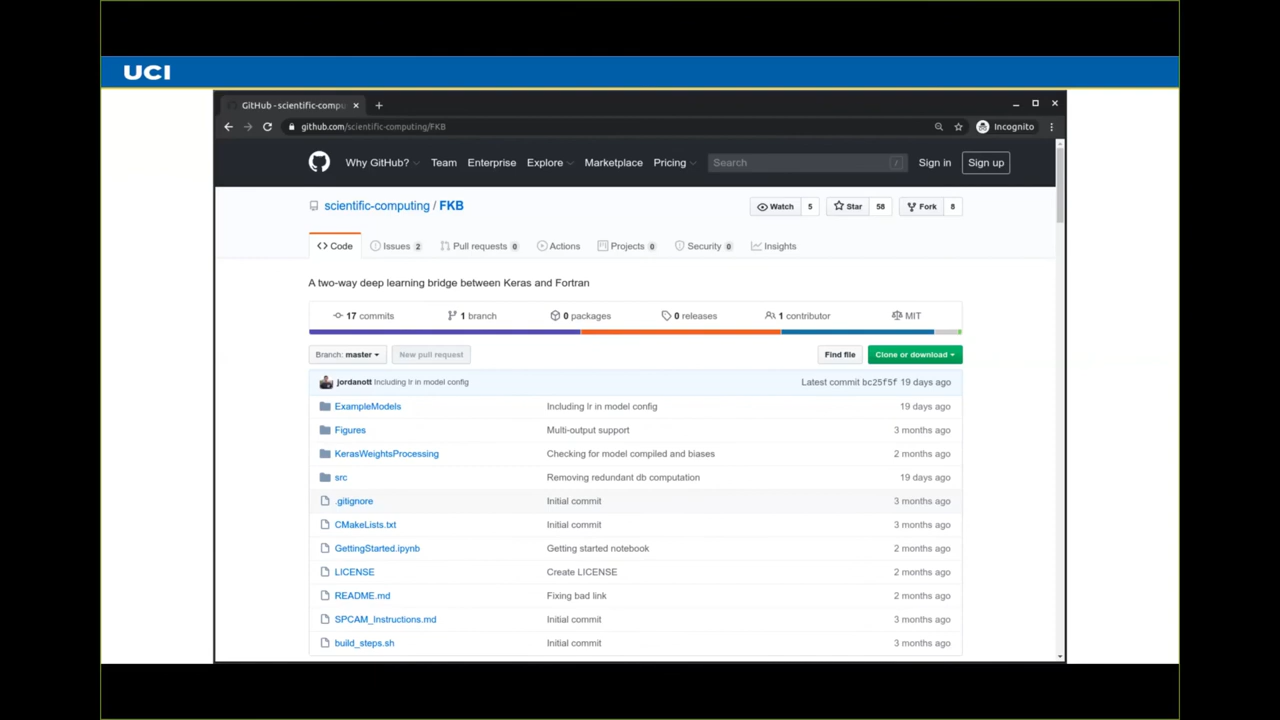 UCI
GitHub - scientific-compu
github.com/scientific-computing/FKB
Incognito
Why GitHub? Team Enterprise Explore Marketplace Pricing Search / Sign in Sign up
scientific-computing / FKB
Watch 5 Star 58 Fork 8
Code Issues 2 Pull requests 0 Actions Projects 0 Security 0 Insights
A two-way deep learning bridge between Keras and Fortran
17 commits 1 branch 0 packages 0 releases 1 contributor MIT
Branch: master New pull request Find file Clone or download
jordanott Including lr in model config Latest commit bc25f5f 19 days ago
ExampleModels Including lr in model config 19 days ago
Figures Multi-output support 3 months ago
KerasWeightsProcessing Checking for model compiled and biases 2 months ago
src Removing redundant db computation 19 days ago
.gitignore Initial commit 3 months ago
CMakeLists.txt Initial commit 3 months ago
GettingStarted.ipynb Getting started notebook 2 months ago
LICENSE Create LICENSE 2 months ago
README.md Fixing bad link 2 months ago
SPCAM_Instructions.md Initial commit 3 months ago
build_steps.sh Initial commit 3 months ago